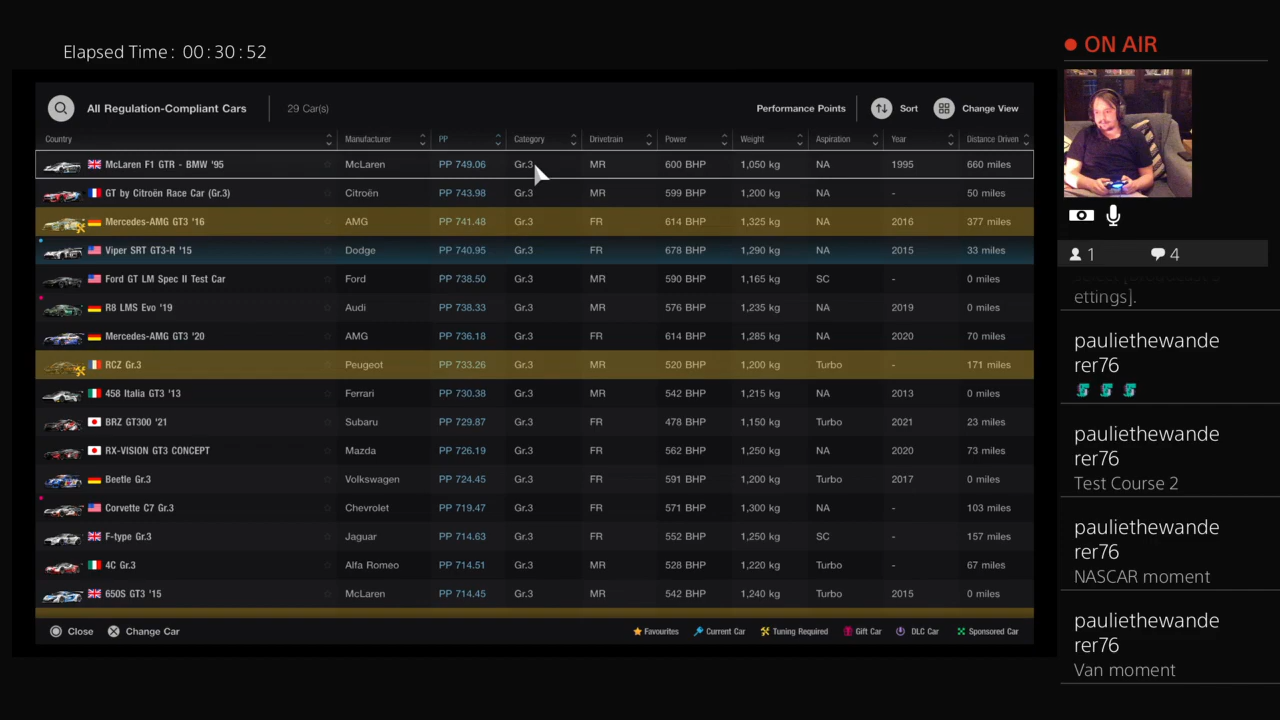 Elapsed Time: 00:30:52
All Regulation-Compliant Cars 29 Car(s) Performance Points Sort Change View
Country Manufacturer PP Category Drivetrain Power Weight Aspiration Year Distance Driven
McLaren F1 GTR - BMW '95 McLaren PP 749.06 Gr.3 MR 600 BHP 1,050 kg NA 1995 660 miles
GT by Citroën Race Car (Gr.3) Citroën PP 743.98 Gr.3 MR 599 BHP 1,200 kg NA - 50 miles
Mercedes-AMG GT3 '16 AMG PP 741.48 Gr.3 FR 614 BHP 1,325 kg NA 2016 377 miles
Viper SRT GT3-R '15 Dodge PP 740.95 Gr.3 FR 678 BHP 1,290 kg NA 2015 33 miles
Ford GT LM Spec II Test Car Ford PP 738.50 Gr.3 MR 590 BHP 1,165 kg SC - 0 miles
R8 LMS Evo '19 Audi PP 738.33 Gr.3 MR 576 BHP 1,235 kg NA 2019 0 miles
Mercedes-AMG GT3 '20 AMG PP 736.18 Gr.3 FR 614 BHP 1,285 kg NA 2020 70 miles
RCZ Gr.3 Peugeot PP 733.26 Gr.3 MR 520 BHP 1,200 kg Turbo - 171 miles
458 Italia GT3 '13 Ferrari PP 730.38 Gr.3 MR 542 BHP 1,215 kg NA 2013 0 miles
BRZ GT300 '21 Subaru PP 729.87 Gr.3 FR 478 BHP 1,150 kg Turbo 2021 23 miles
RX-VISION GT3 CONCEPT Mazda PP 726.19 Gr.3 FR 562 BHP 1,250 kg NA 2020 73 miles
Beetle Gr.3 Volkswagen PP 724.45 Gr.3 FR 591 BHP 1,200 kg Turbo 2017 0 miles
Corvette C7 Gr.3 Chevrolet PP 719.47 Gr.3 FR 571 BHP 1,300 kg NA - 103 miles
F-type Gr.3 Jaguar PP 714.63 Gr.3 FR 552 BHP 1,250 kg SC - 157 miles
4C Gr.3 Alfa Romeo PP 714.51 Gr.3 MR 528 BHP 1,220 kg Turbo - 67 miles
650S GT3 '15 McLaren PP 714.45 Gr.3 MR 542 BHP 1,240 kg Turbo 2015 0 miles
Close Change Car Favourites Current Car Tuning Required Gift Car DLC Car Sponsored Car
ON AIR
1 4
ettings].
pauliethewande
rer76
pauliethewande
rer76
Test Course 2
pauliethewande
rer76
NASCAR moment
pauliethewande
rer76
Van moment